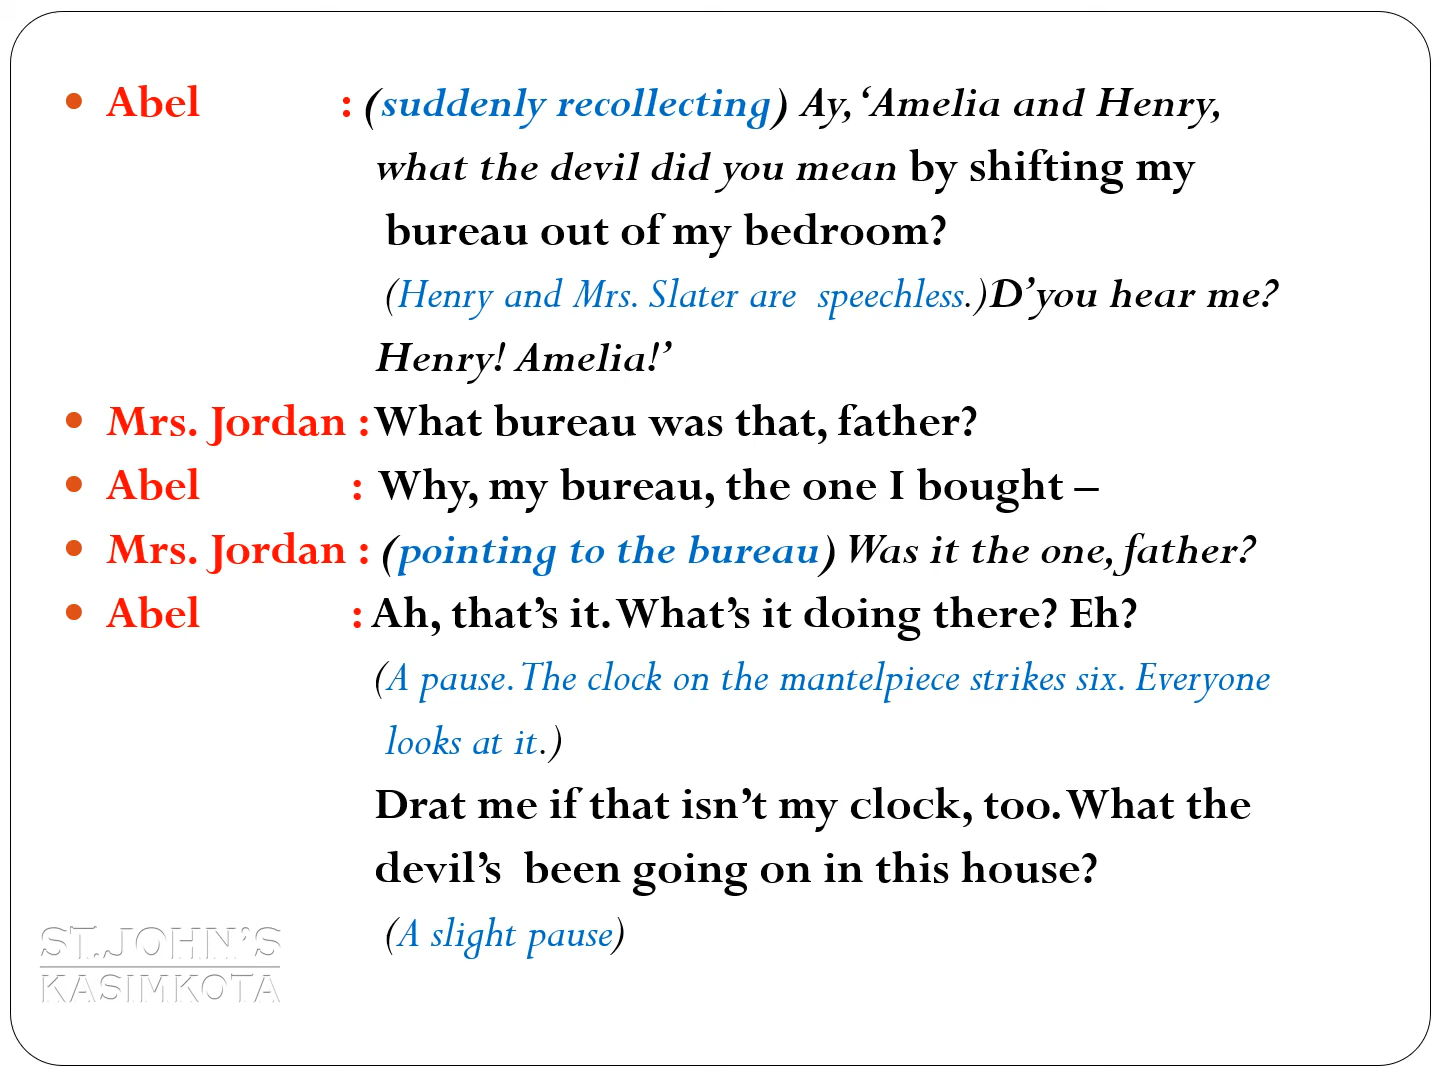 • Abel : (suddenly recollecting) Ay, ‘Amelia and Henry,
what the devil did you mean by shifting my
bureau out of my bedroom?
(Henry and Mrs. Slater are speechless.)D’you hear me?
Henry! Amelia!’
• Mrs. Jordan :What bureau was that, father?
• Abel : Why, my bureau, the one I bought –
• Mrs. Jordan : (pointing to the bureau) Was it the one, father?
• Abel : Ah, that’s it. What’s it doing there? Eh?
(A pause. The clock on the mantelpiece strikes six. Everyone
looks at it.)
Drat me if that isn’t my clock, too. What the
devil’s been going on in this house?
(A slight pause)
ST.JOHN’S
KASIMKOTA